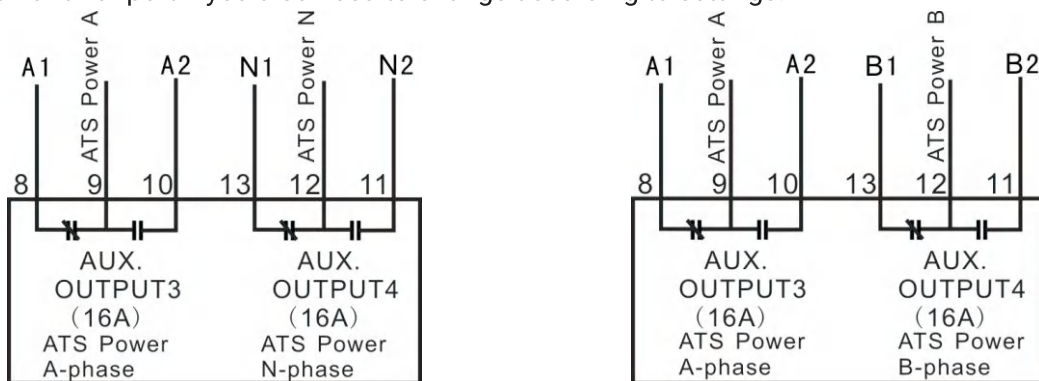 ATS Power A
ATS Power N
A1
A2
N1
N2
8
9
10
13
12
11
AUX.
OUTPUT3
(16A)
ATS Power
A-phase
AUX.
OUTPUT4
(16A)
ATS Power
N-phase
ATS Power A
ATS Power B
A1
A2
B1
B2
8
9
10
13
12
11
AUX.
OUTPUT3
(16A)
ATS Power
A-phase
AUX.
OUTPUT4
(16A)
ATS Power
B-phase